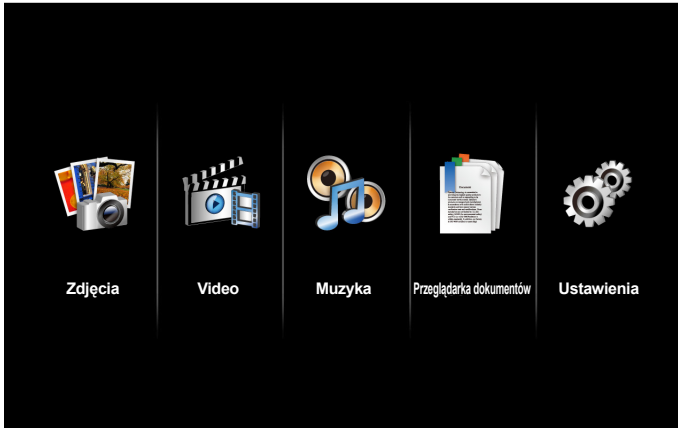 Zdjęcia
Video
Muzyka
Przeglądarka dokumentów
Ustawienia